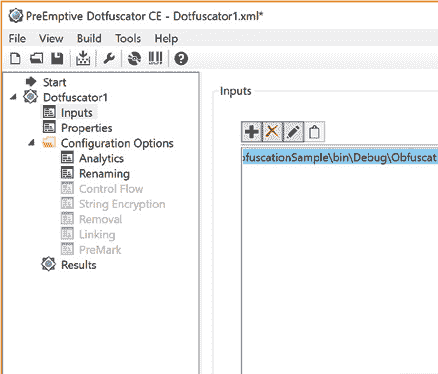 PreEmptive Dotfuscator CE - Dotfuscator1.xml*
File View Build Tools Help
Start
Dotfuscator1
Inputs
Properties
Configuration Options
Analytics
Renaming
Control Flow
String Encryption
Removal
Linking
PreMark
Results
Inputs
ofuscationSample\bin\Debug\Obfuscat